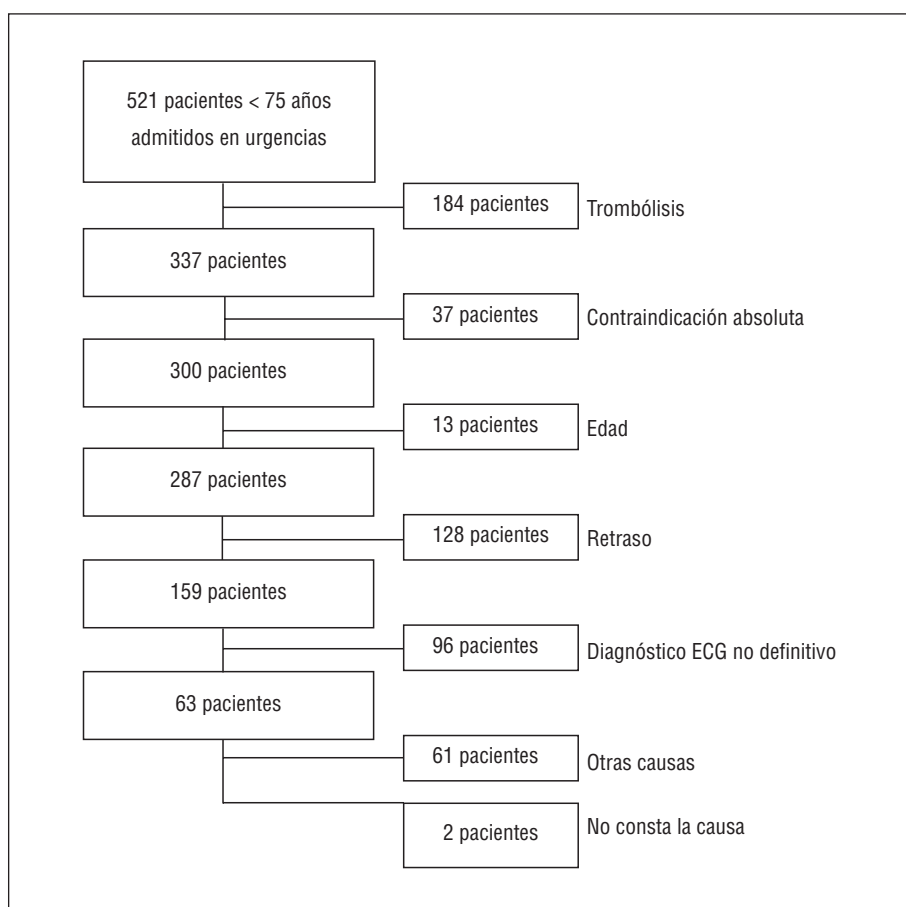 521 pacientes < 75 años
admitidos en urgencias
184 pacientes
Trombólisis
337 pacientes
37 pacientes
Contraindicación absoluta
300 pacientes
13 pacientes
Edad
287 pacientes
128 pacientes
Retraso
159 pacientes
96 pacientes
Diagnóstico ECG no definitivo
63 pacientes
61 pacientes
Otras causas
2 pacientes
No consta la causa